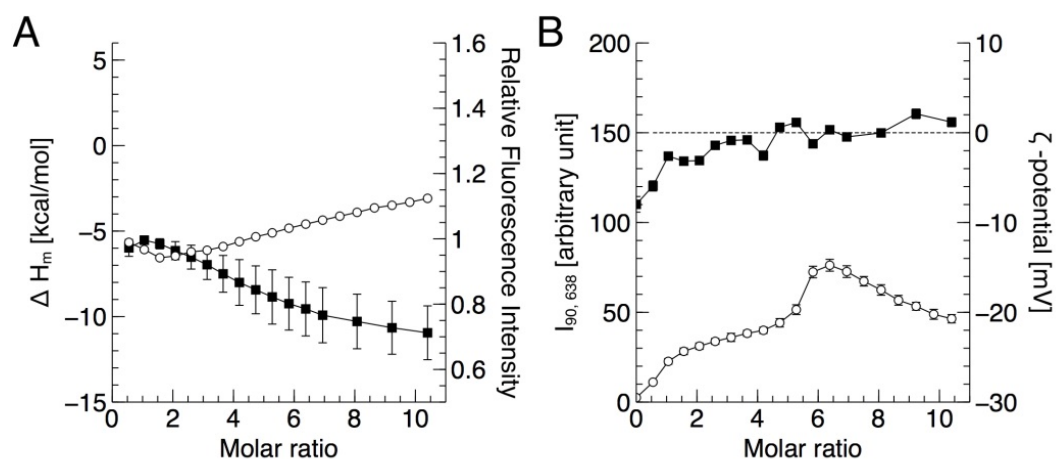 A
B
5
0
−5
−10
−15
Δ Hm [kcal/mol]
1.6
1.4
1.2
1
0.8
0.6
Relative Fluorescence Intensity
0 2 4 6 8 10
Molar ratio
200
150
100
50
0
I90, 638 [arbitrary unit]
10
0
−10
−20
−30
ζ -potential [mV]
0 2 4 6 8 10
Molar ratio